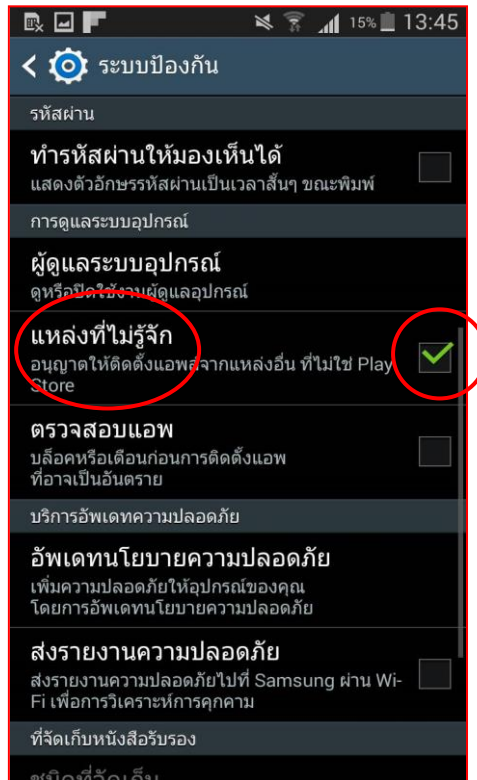 15% 13:45
ระบบป้องกัน
รหัสผ่าน
ทำรหัสผ่านให้มองเห็นได้
แสดงตัวอักษรรหัสผ่านเป็นเวลาสั้นๆ ขณะพิมพ์
การดูแลระบบอุปกรณ์
ผู้ดูแลระบบอุปกรณ์
ดูหรือปิดใช้งานผู้ดูแลอุปกรณ์
แหล่งที่ไม่รู้จัก
อนุญาตให้ติดตั้งแอพส์จากแหล่งอื่น ที่ไม่ใช่ Play
Store
ตรวจสอบแอพ
บล็อคหรือเตือนก่อนการติดตั้งแอพ
ที่อาจเป็นอันตราย
บริการอัพเดทความปลอดภัย
อัพเดทนโยบายความปลอดภัย
เพิ่มความปลอดภัยให้อุปกรณ์ของคุณ
โดยการอัพเดทนโยบายความปลอดภัย
ส่งรายงานความปลอดภัย
ส่งรายงานความปลอดภัยไปที่ Samsung ผ่าน Wi-
Fi เพื่อการวิเคราะห์การคุกคาม
ที่จัดเก็บหนังสือรับรอง
ชนิดที่จัดเก็บ